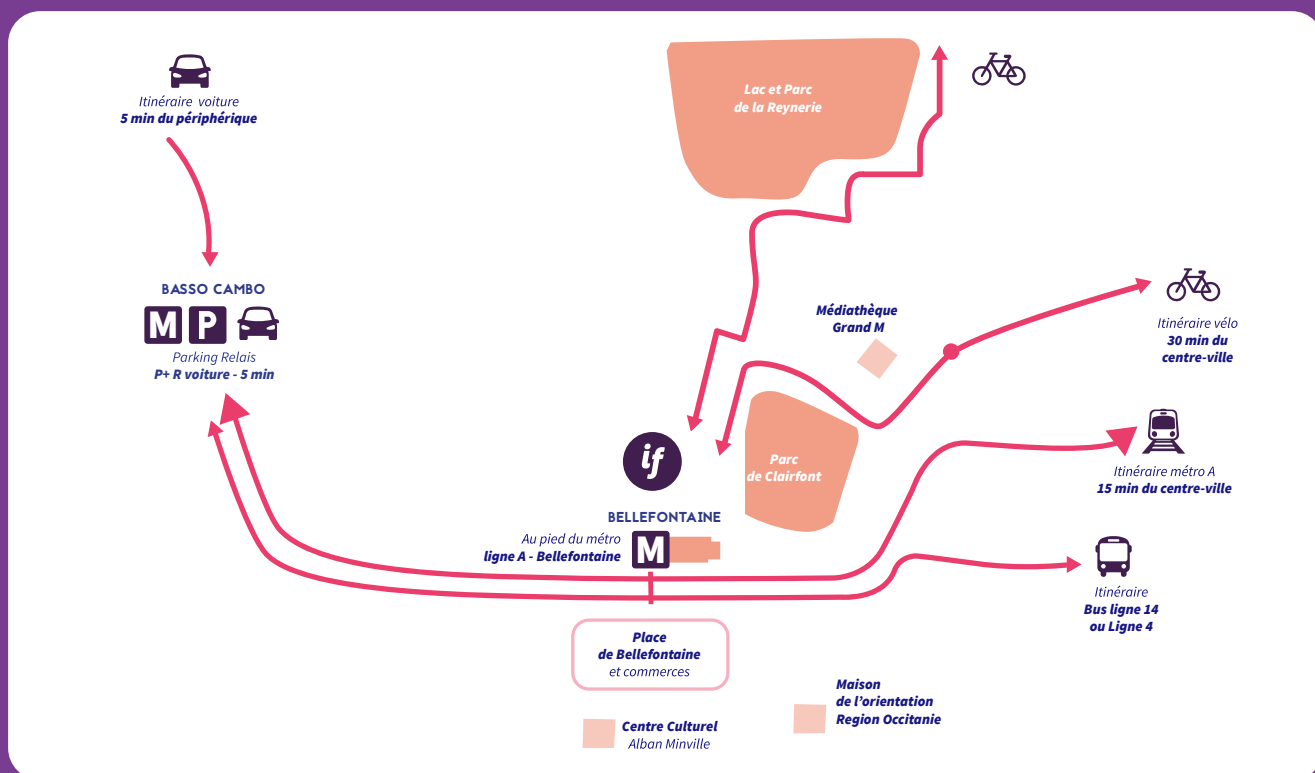 Itinéraire voiture
5 min du périphérique
Lac et Parc
de la Reynerie
BASSO CAMBO
M P
Parking Relais
P+ R voiture - 5 min
Médiathèque
Grand M
Itinéraire vélo
30 min du
centre-ville
if
Parc
de Clairfont
Itinéraire métro A
15 min du centre-ville
BELLEFONTAINE
Au pied du métro
ligne A - Bellefontaine
M
Itinéraire
Bus ligne 14
ou Ligne 4
Place
de Bellefontaine
et commerces
Maison
de l'orientation
Region Occitanie
Centre Culturel
Alban Minville